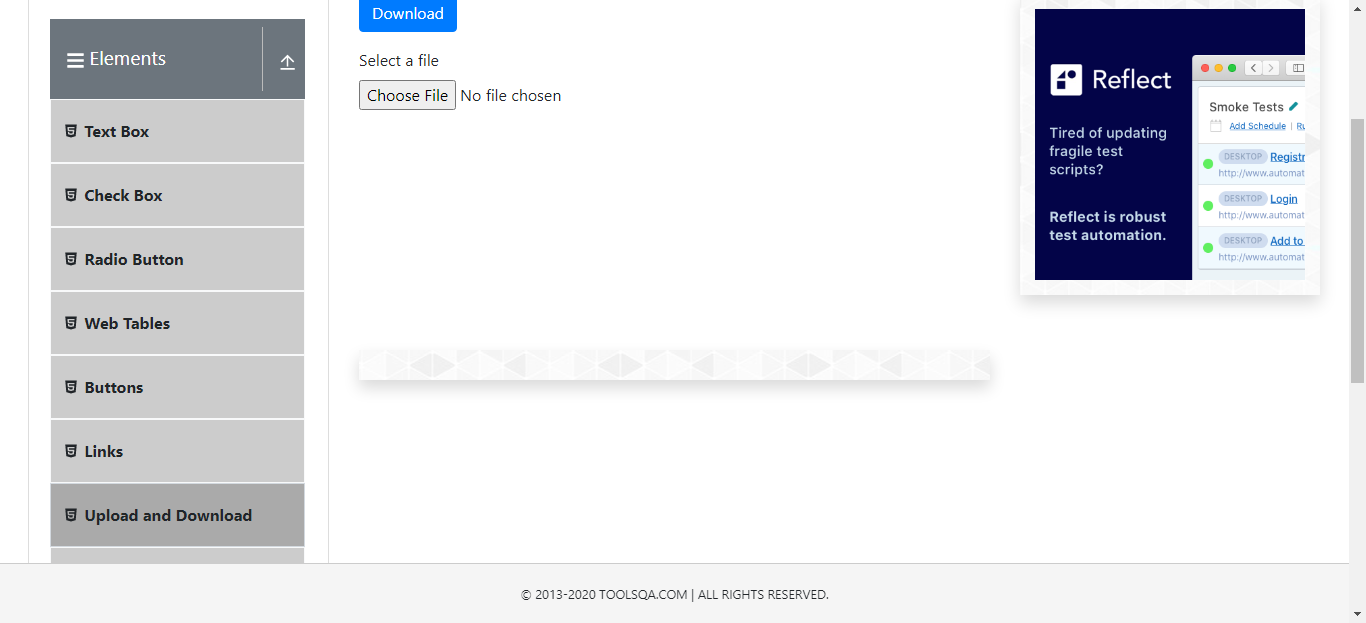 Elements
Text Box
Check Box
Radio Button
Web Tables
Buttons
Links
Upload and Download
Download
Select a file
Choose File No file chosen
Reflect
Tired of updating
fragile test
scripts?
Reflect is robust
test automation.
Smoke Tests
Add Schedule | Ru
DESKTOP Registr
http://www.automat
DESKTOP Login
http://www.automat
DESKTOP Add to
http://www.automat
© 2013-2020 TOOLSQA.COM | ALL RIGHTS RESERVED.